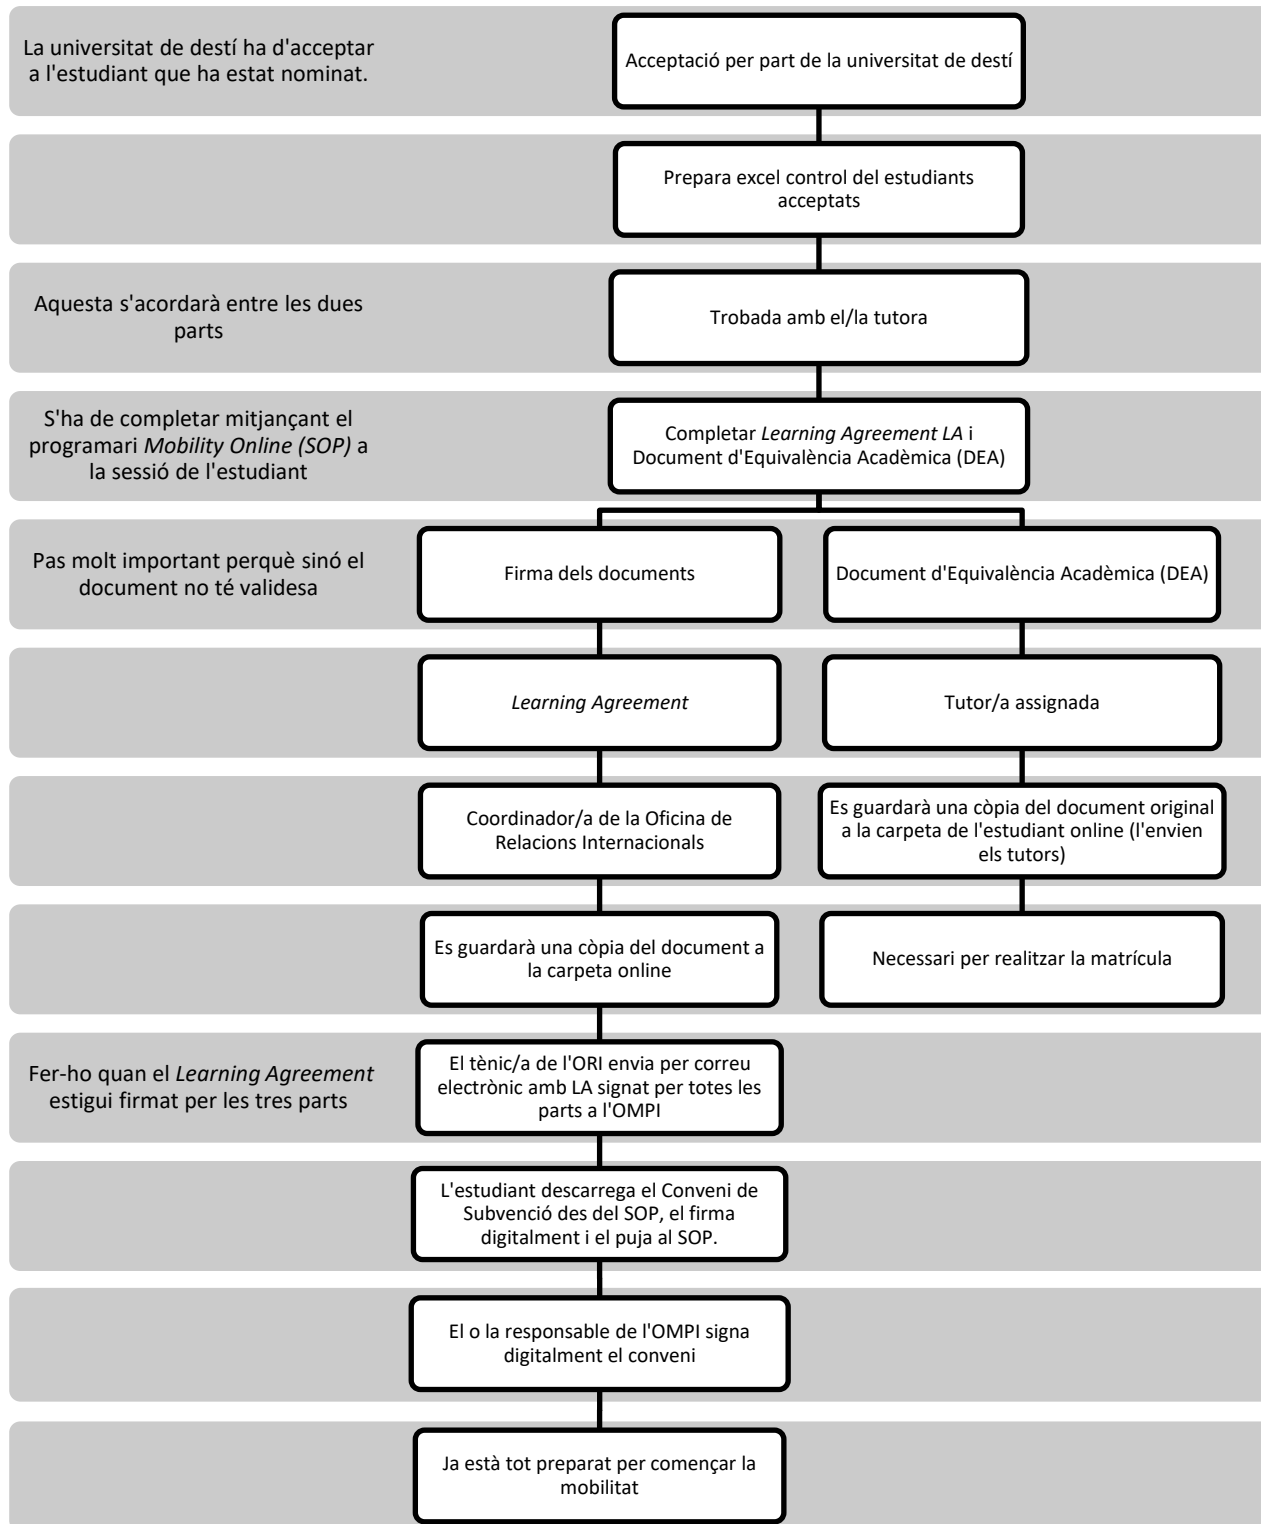 La universitat de destí ha d'acceptar
a l'estudiant que ha estat nominat.
Acceptació per part de la universitat de destí
Prepara excel control del estudiants
acceptats
Aquesta s'acordarà entre les dues
parts
Trobada amb el/la tutora
S'ha de completar mitjançant el
programari Mobility Online (SOP) a
la sessió de l'estudiant
Completar Learning Agreement LA i
Document d'Equivalència Acadèmica (DEA)
Pas molt important perquè sinó el
document no té validesa
Firma dels documents
Document d'Equivalència Acadèmica (DEA)
Learning Agreement
Tutor/a assignada
Coordinador/a de la Oficina de
Relacions Internacionals
Es guardarà una còpia del document original
a la carpeta de l'estudiant online (l'envien
els tutors)
Es guardarà una còpia del document a
la carpeta online
Necessari per realitzar la matrícula
Fer-ho quan el Learning Agreement
estigui firmat per les tres parts
El tènic/a de l'ORI envia per correu
electrònic amb LA signat per totes les
parts a l'OMPI
L'estudiant descarrega el Conveni de
Subvenció des del SOP, el firma
digitalment i el puja al SOP.
El o la responsable de l'OMPI signa
digitalment el conveni
Ja està tot preparat per començar la
mobilitat